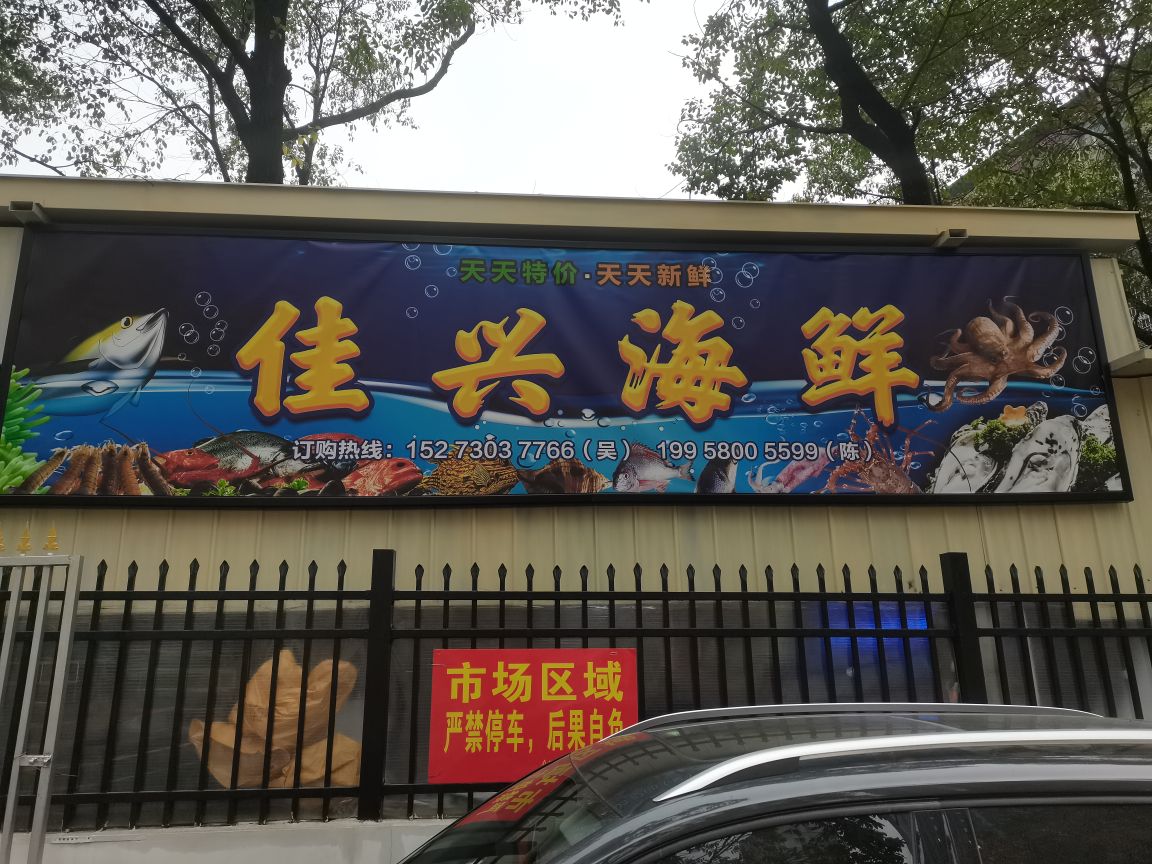 天天特价·天天新鲜
佳兴海鲜
订购热线：152 7303 7766（吴） 199 5800 5599（陈）
市场区域
严禁停车，后果自负